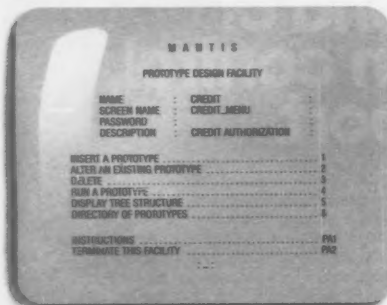 M A N T I S
PROTOTYPE DESIGN FACILITY
NAME : CREDIT :
SCREEN NAME : CREDIT_MENU :
PASSWORD : :
DESCRIPTION : CREDIT AUTHORIZATION :
INSERT A PROTOTYPE ........................ 1
ALTER AN EXISTING PROTOTYPE ........................ 2
DELETE ........................ 3
RUN A PROTOTYPE ........................ 4
DISPLAY TREE STRUCTURE ........................ 5
DIRECTORY OF PROTOTYPES ........................ 6
INSTRUCTIONS ........................ PA1
TERMINATE THIS FACILITY ........................ PA2